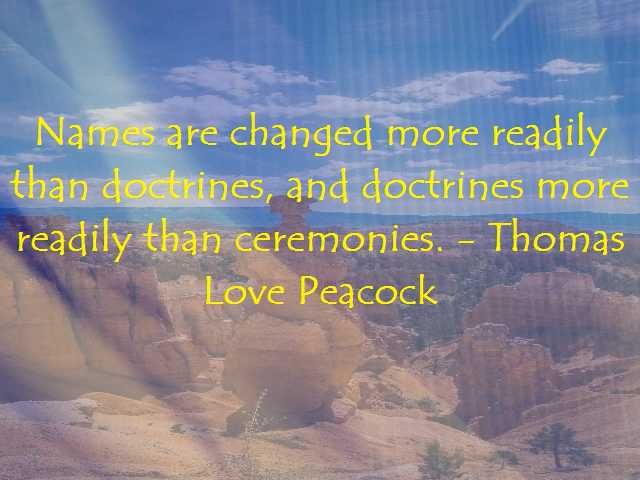 Names are changed more readily
than doctrines, and doctrines more
readily than ceremonies. - Thomas
Love Peacock